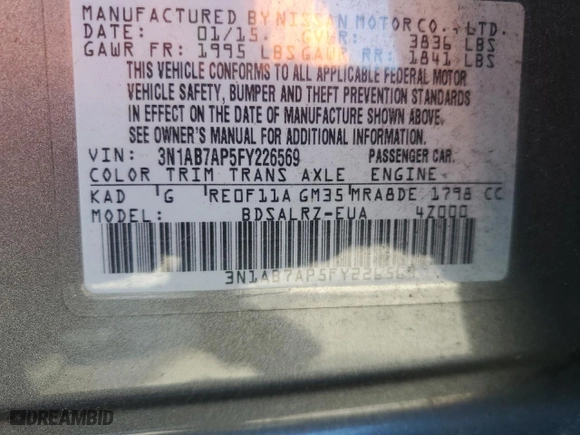 MANUFACTURED BY NISSAN MOTOR CO., LTD.
DATE: 01/15. GVWR: 3836 LBS
GAWR FR: 1995 LBS GAWR RR: 1841 LBS
THIS VEHICLE CONFORMS TO ALL APPLICABLE FEDERAL MOTOR
VEHICLE SAFETY, BUMPER AND THEFT PREVENTION STANDARDS
IN EFFECT ON THE DATE OF MANUFACTURE SHOWN ABOVE.
SEE OWNER'S MANUAL FOR ADDITIONAL INFORMATION.
VIN: 3N1AB7AP5FY226569 PASSENGER CAR.
COLOR TRIM TRANS AXLE ENGINE
KAD G RE0F11A GM35 MRA8DE 1798 CC
MODEL: BDSALRZ-EUA 4Z000
3N1AB7AP5FY226569
DREAMBID